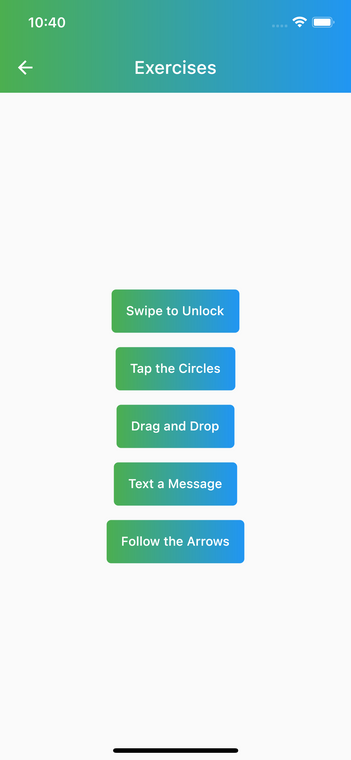 10:40
Exercises
Swipe to Unlock
Tap the Circles
Drag and Drop
Text a Message
Follow the Arrows